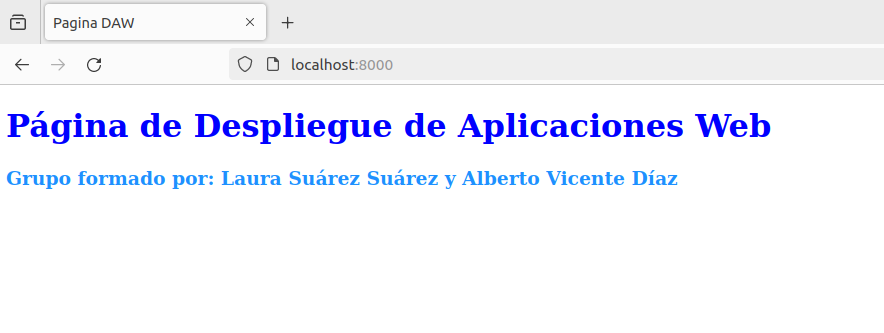 Pagina DAW
localhost:8000
Página de Despliegue de Aplicaciones Web
Grupo formado por: Laura Suárez Suárez y Alberto Vicente Díaz